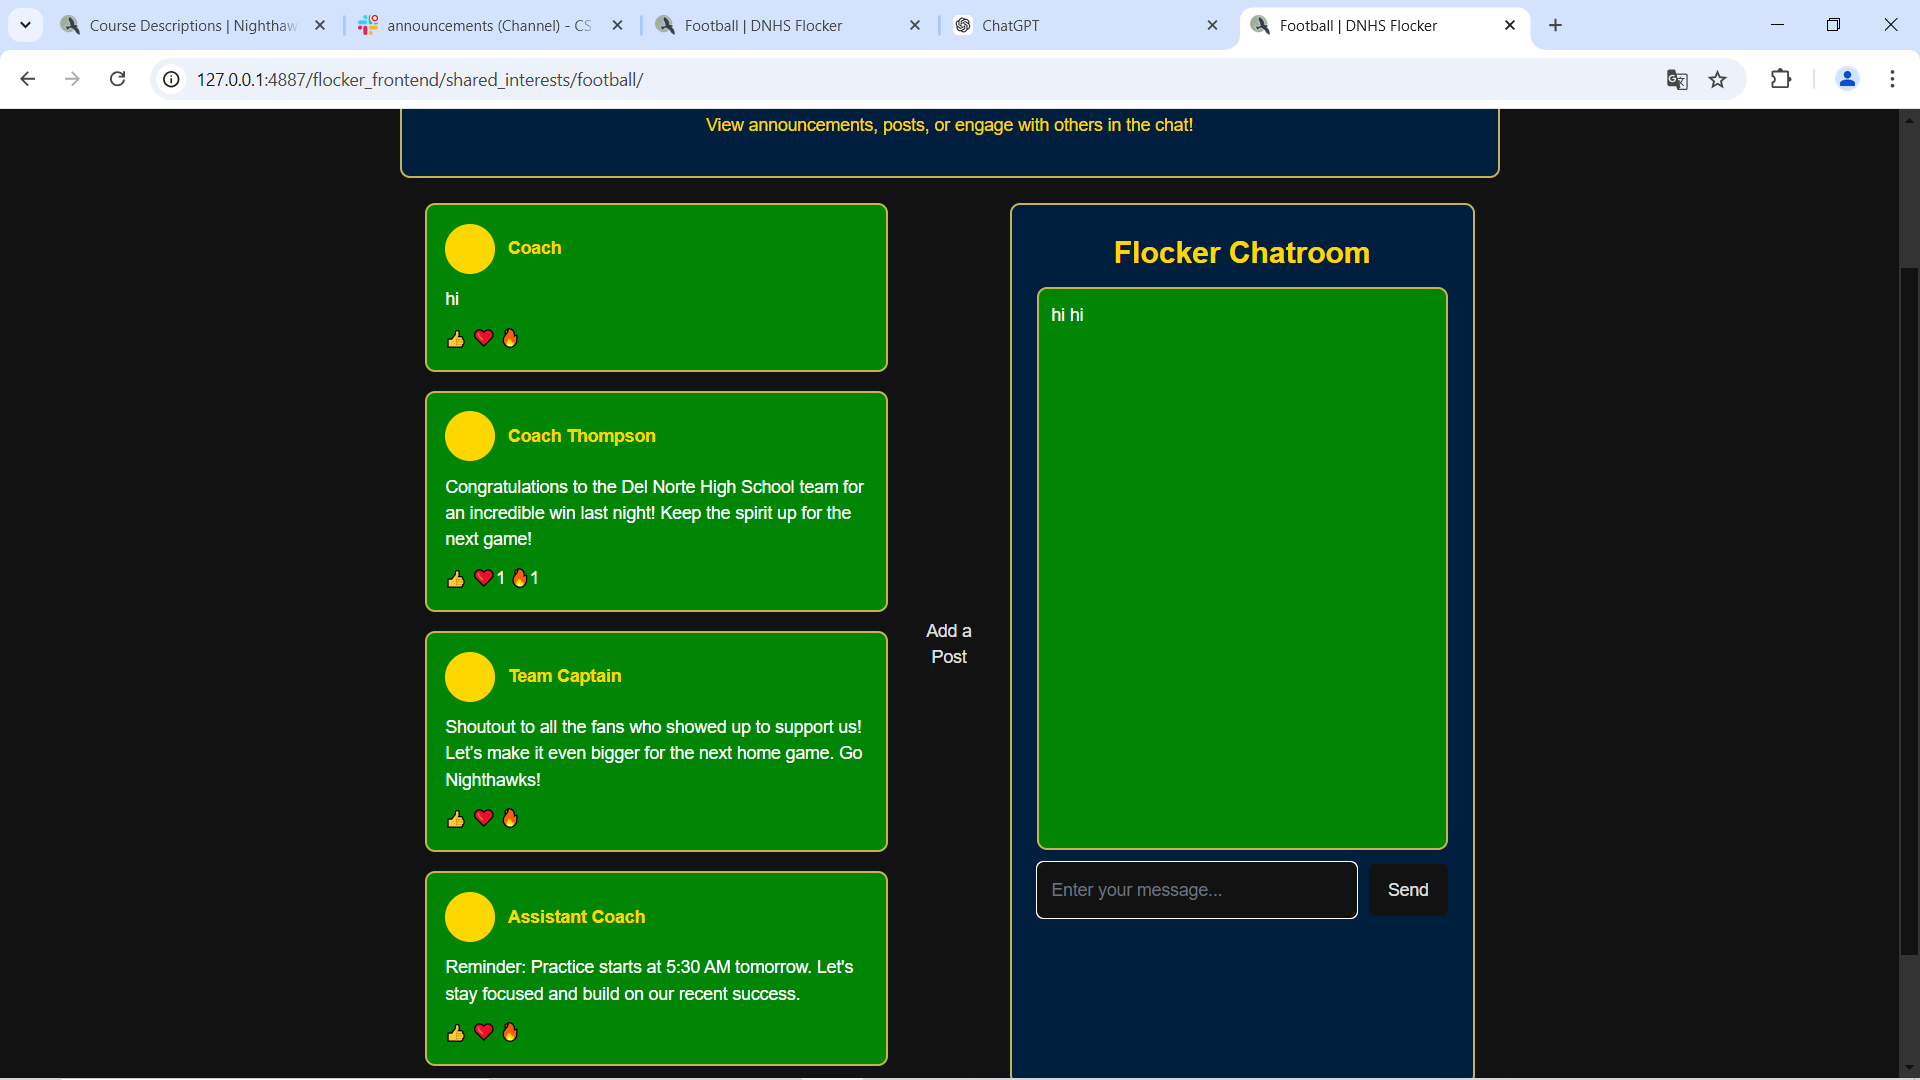 Course Descriptions | Nighthaw
announcements (Channel) - CS
Football | DNHS Flocker
ChatGPT
Football | DNHS Flocker
127.0.0.1:4887/flocker_frontend/shared_interests/football/
View announcements, posts, or engage with others in the chat!
Coach
hi
👍 ❤️ 🔥
Coach Thompson
Congratulations to the Del Norte High School team for
an incredible win last night! Keep the spirit up for the
next game!
👍 ❤️1 🔥1
Team Captain
Shoutout to all the fans who showed up to support us!
Let's make it even bigger for the next home game. Go
Nighthawks!
👍 ❤️ 🔥
Assistant Coach
Reminder: Practice starts at 5:30 AM tomorrow. Let's
stay focused and build on our recent success.
👍 ❤️ 🔥
Add a
Post
Flocker Chatroom
hi hi
Enter your message...
Send